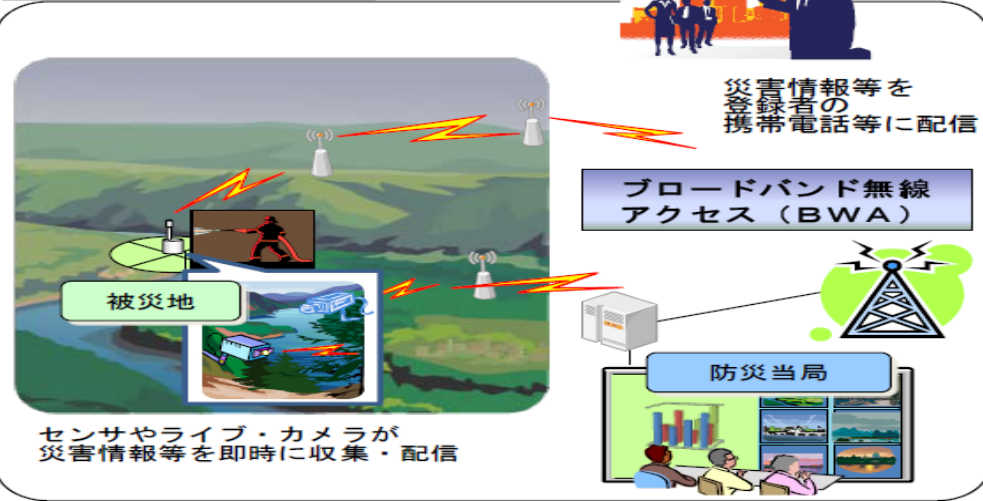 災害情報等を
登録者の
携帯電話等に配信
ブロードバンド無線
アクセス（ＢＷＡ）
被災地
防災当局
センサやライブ・カメラが
災害情報等を即時に収集・配信